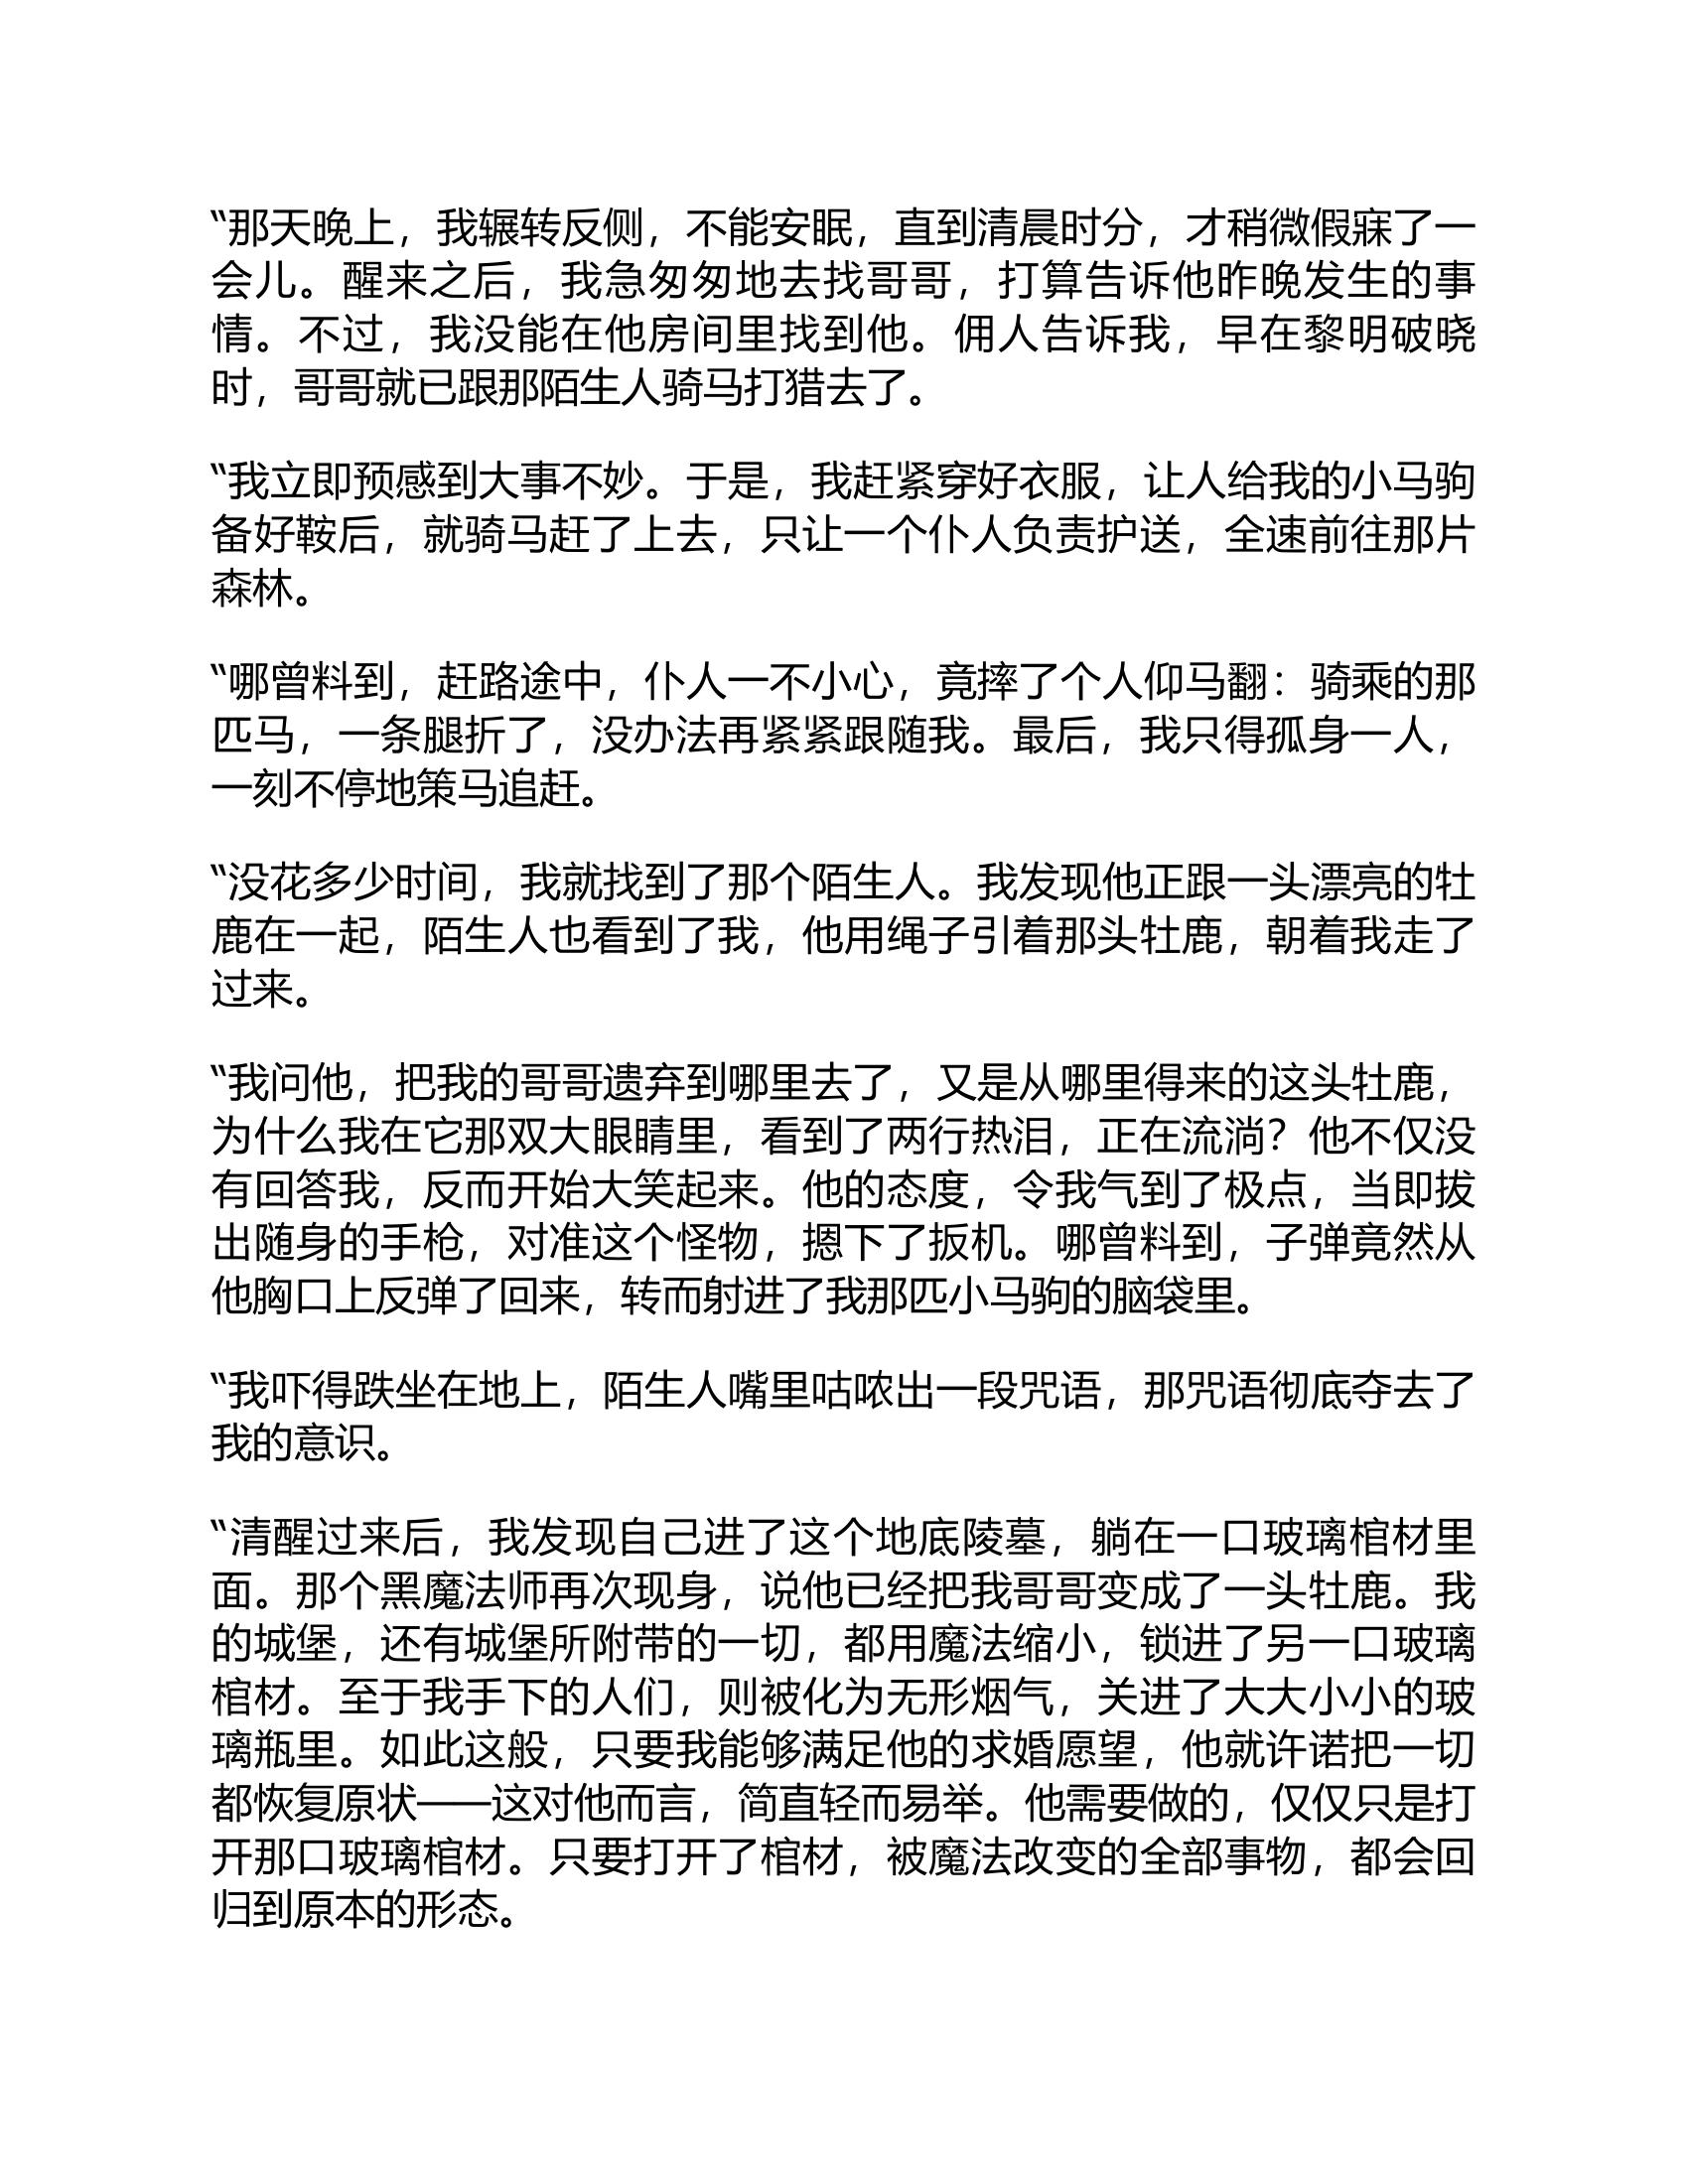 “那天晚上，我辗转反侧，不能安眠，直到清晨时分，才稍微假寐了一
会儿。醒来之后，我急匆匆地去找哥哥，打算告诉他昨晚发生的事
情。不过，我没能在他房间里找到他。佣人告诉我，早在黎明破晓
时，哥哥就已跟那陌生人骑马打猎去了。
“我立即预感到大事不妙。于是，我赶紧穿好衣服，让人给我的小马驹
备好鞍后，就骑马赶了上去，只让一个仆人负责护送，全速前往那片
森林。
“哪曾料到，赶路途中，仆人一不小心，竟摔了个人仰马翻：骑乘的那
匹马，一条腿折了，没办法再紧紧跟随我。最后，我只得孤身一人，
一刻不停地策马追赶。
“没花多少时间，我就找到了那个陌生人。我发现他正跟一头漂亮的牡
鹿在一起，陌生人也看到了我，他用绳子引着那头牡鹿，朝着我走了
过来。
“我问他，把我的哥哥遗弃到哪里去了，又是从哪里得来的这头牡鹿，
为什么我在它那双大眼睛里，看到了两行热泪，正在流淌？他不仅没
有回答我，反而开始大笑起来。他的态度，令我气到了极点，当即拔
出随身的手枪，对准这个怪物，摁下了扳机。哪曾料到，子弹竟然从
他胸口上反弹了回来，转而射进了我那匹小马驹的脑袋里。
“我吓得跌坐在地上，陌生人嘴里咕哝出一段咒语，那咒语彻底夺去了
我的意识。
“清醒过来后，我发现自己进了这个地底陵墓，躺在一口玻璃棺材里
面。那个黑魔法师再次现身，说他已经把我哥哥变成了一头牡鹿。我
的城堡，还有城堡所附带的一切，都用魔法缩小，锁进了另一口玻璃
棺材。至于我手下的人们，则被化为无形烟气，关进了大大小小的玻
璃瓶里。如此这般，只要我能够满足他的求婚愿望，他就许诺把一切
都恢复原状——这对他而言，简直轻而易举。他需要做的，仅仅只是打
开那口玻璃棺材。只要打开了棺材，被魔法改变的全部事物，都会回
归到原本的形态。